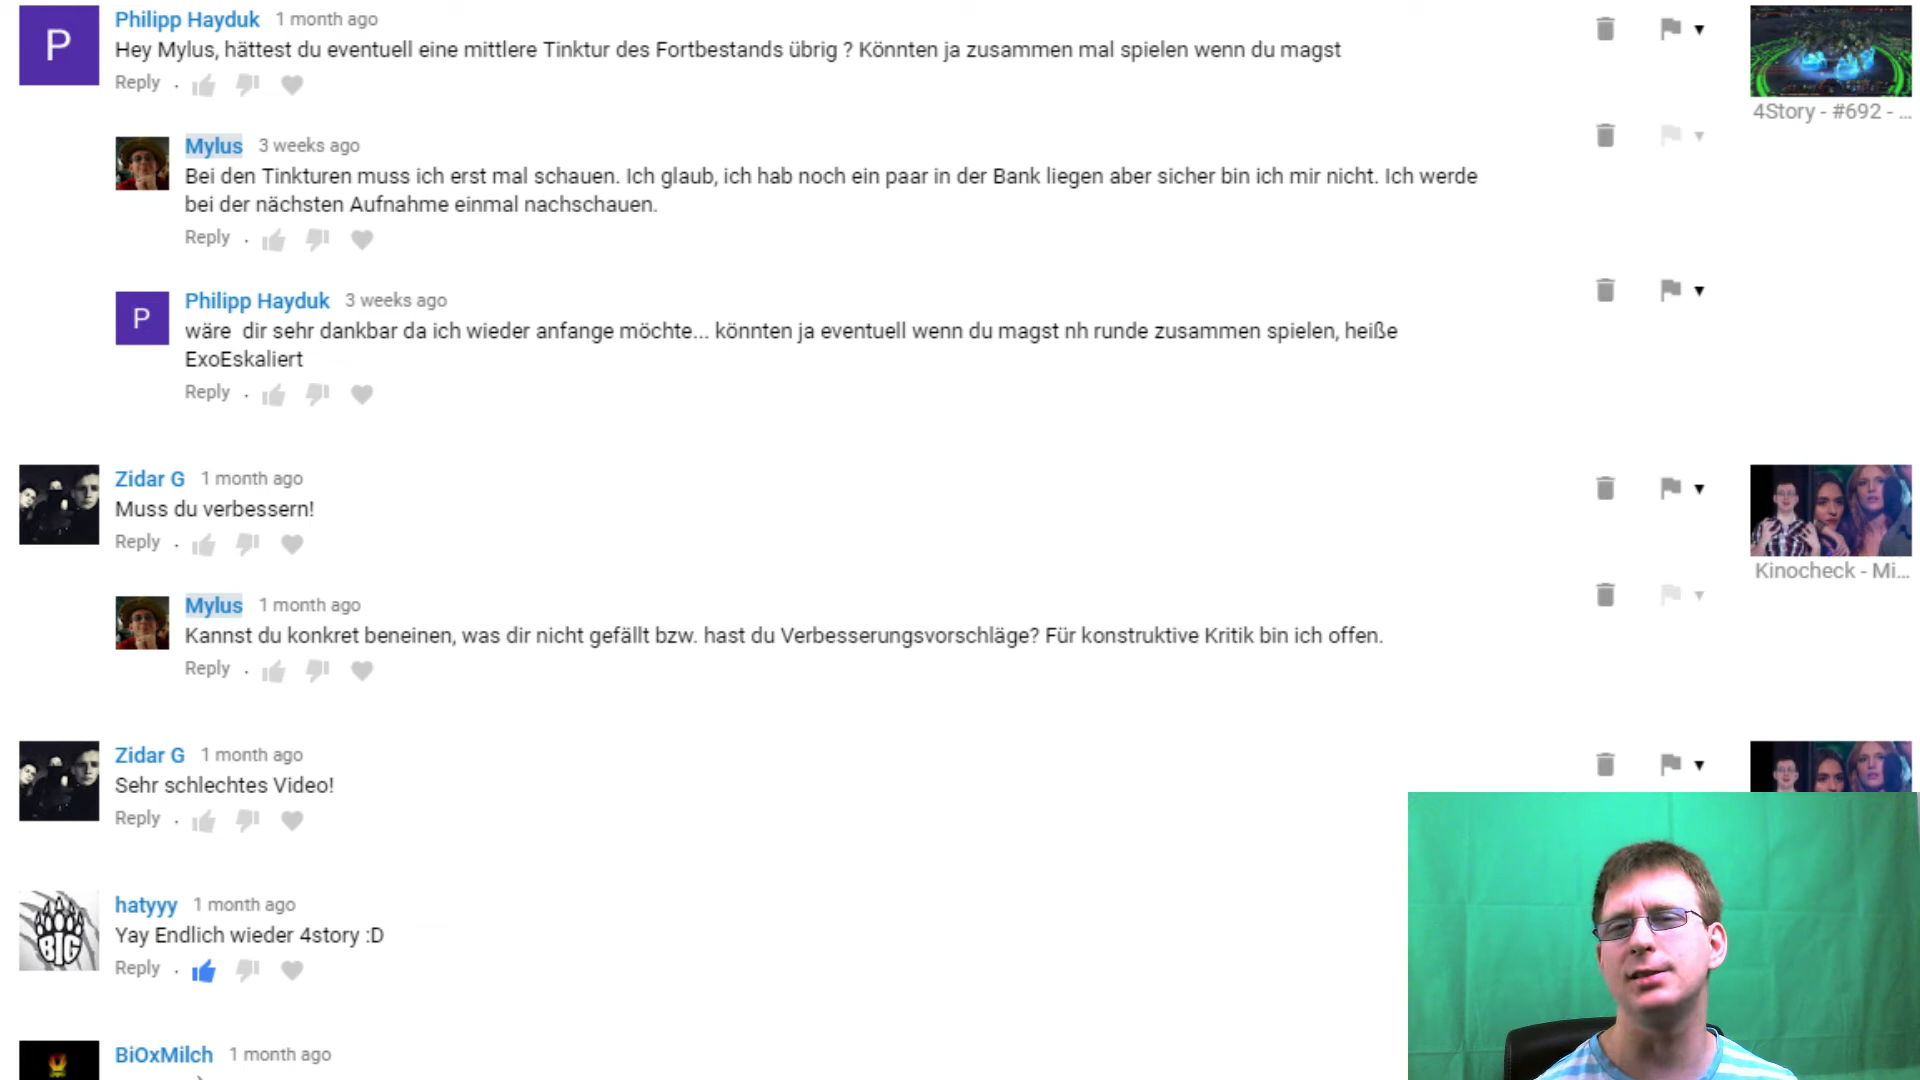 P
Philipp Hayduk 1 month ago
Hey Mylus, hättest du eventuell eine mittlere Tinktur des Fortbestands übrig ? Könnten ja zusammen mal spielen wenn du magst
Reply .
4Story - #692 - ...
Mylus 3 weeks ago
Bei den Tinkturen muss ich erst mal schauen. Ich glaub, ich hab noch ein paar in der Bank liegen aber sicher bin ich mir nicht. Ich werde
bei der nächsten Aufnahme einmal nachschauen.
Reply .
P
Philipp Hayduk 3 weeks ago
wäre  dir sehr dankbar da ich wieder anfange möchte... könnten ja eventuell wenn du magst nh runde zusammen spielen, heiße
ExoEskaliert
Reply .
Zidar G 1 month ago
Muss du verbessern!
Reply .
Kinocheck - Mi...
Mylus 1 month ago
Kannst du konkret beneinen, was dir nicht gefällt bzw. hast du Verbesserungsvorschläge? Für konstruktive Kritik bin ich offen.
Reply .
Zidar G 1 month ago
Sehr schlechtes Video!
Reply .
BIG
hatyyy 1 month ago
Yay Endlich wieder 4story :D
Reply .
BiOxMilch 1 month ago